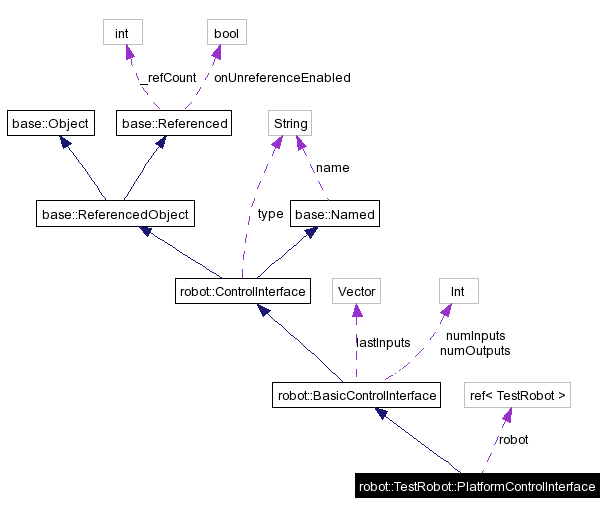 int
bool
_refCount
onUnreferenceEnabled
base::Object
base::Referenced
String
name
base::ReferencedObject
type
base::Named
robot::ControlInterface
Vector
Int
lastInputs
numInputs
numOutputs
robot::BasicControlInterface
ref< TestRobot >
robot
robot::TestRobot::PlatformControlInterface